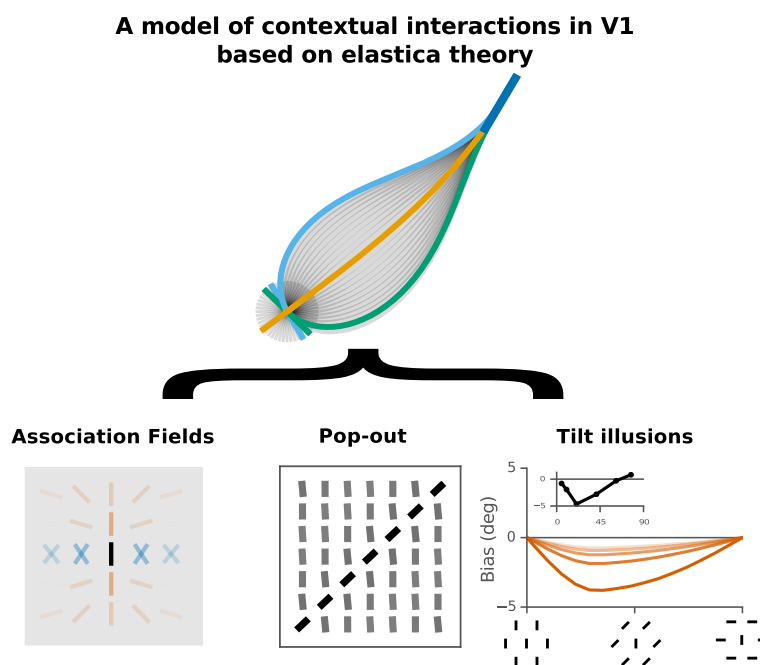 A model of contextual interactions in V1
based on elastica theory
Association Fields
Pop-out
Tilt illusions
5
0
−5
Bias (deg)
0
−5
0
45
90